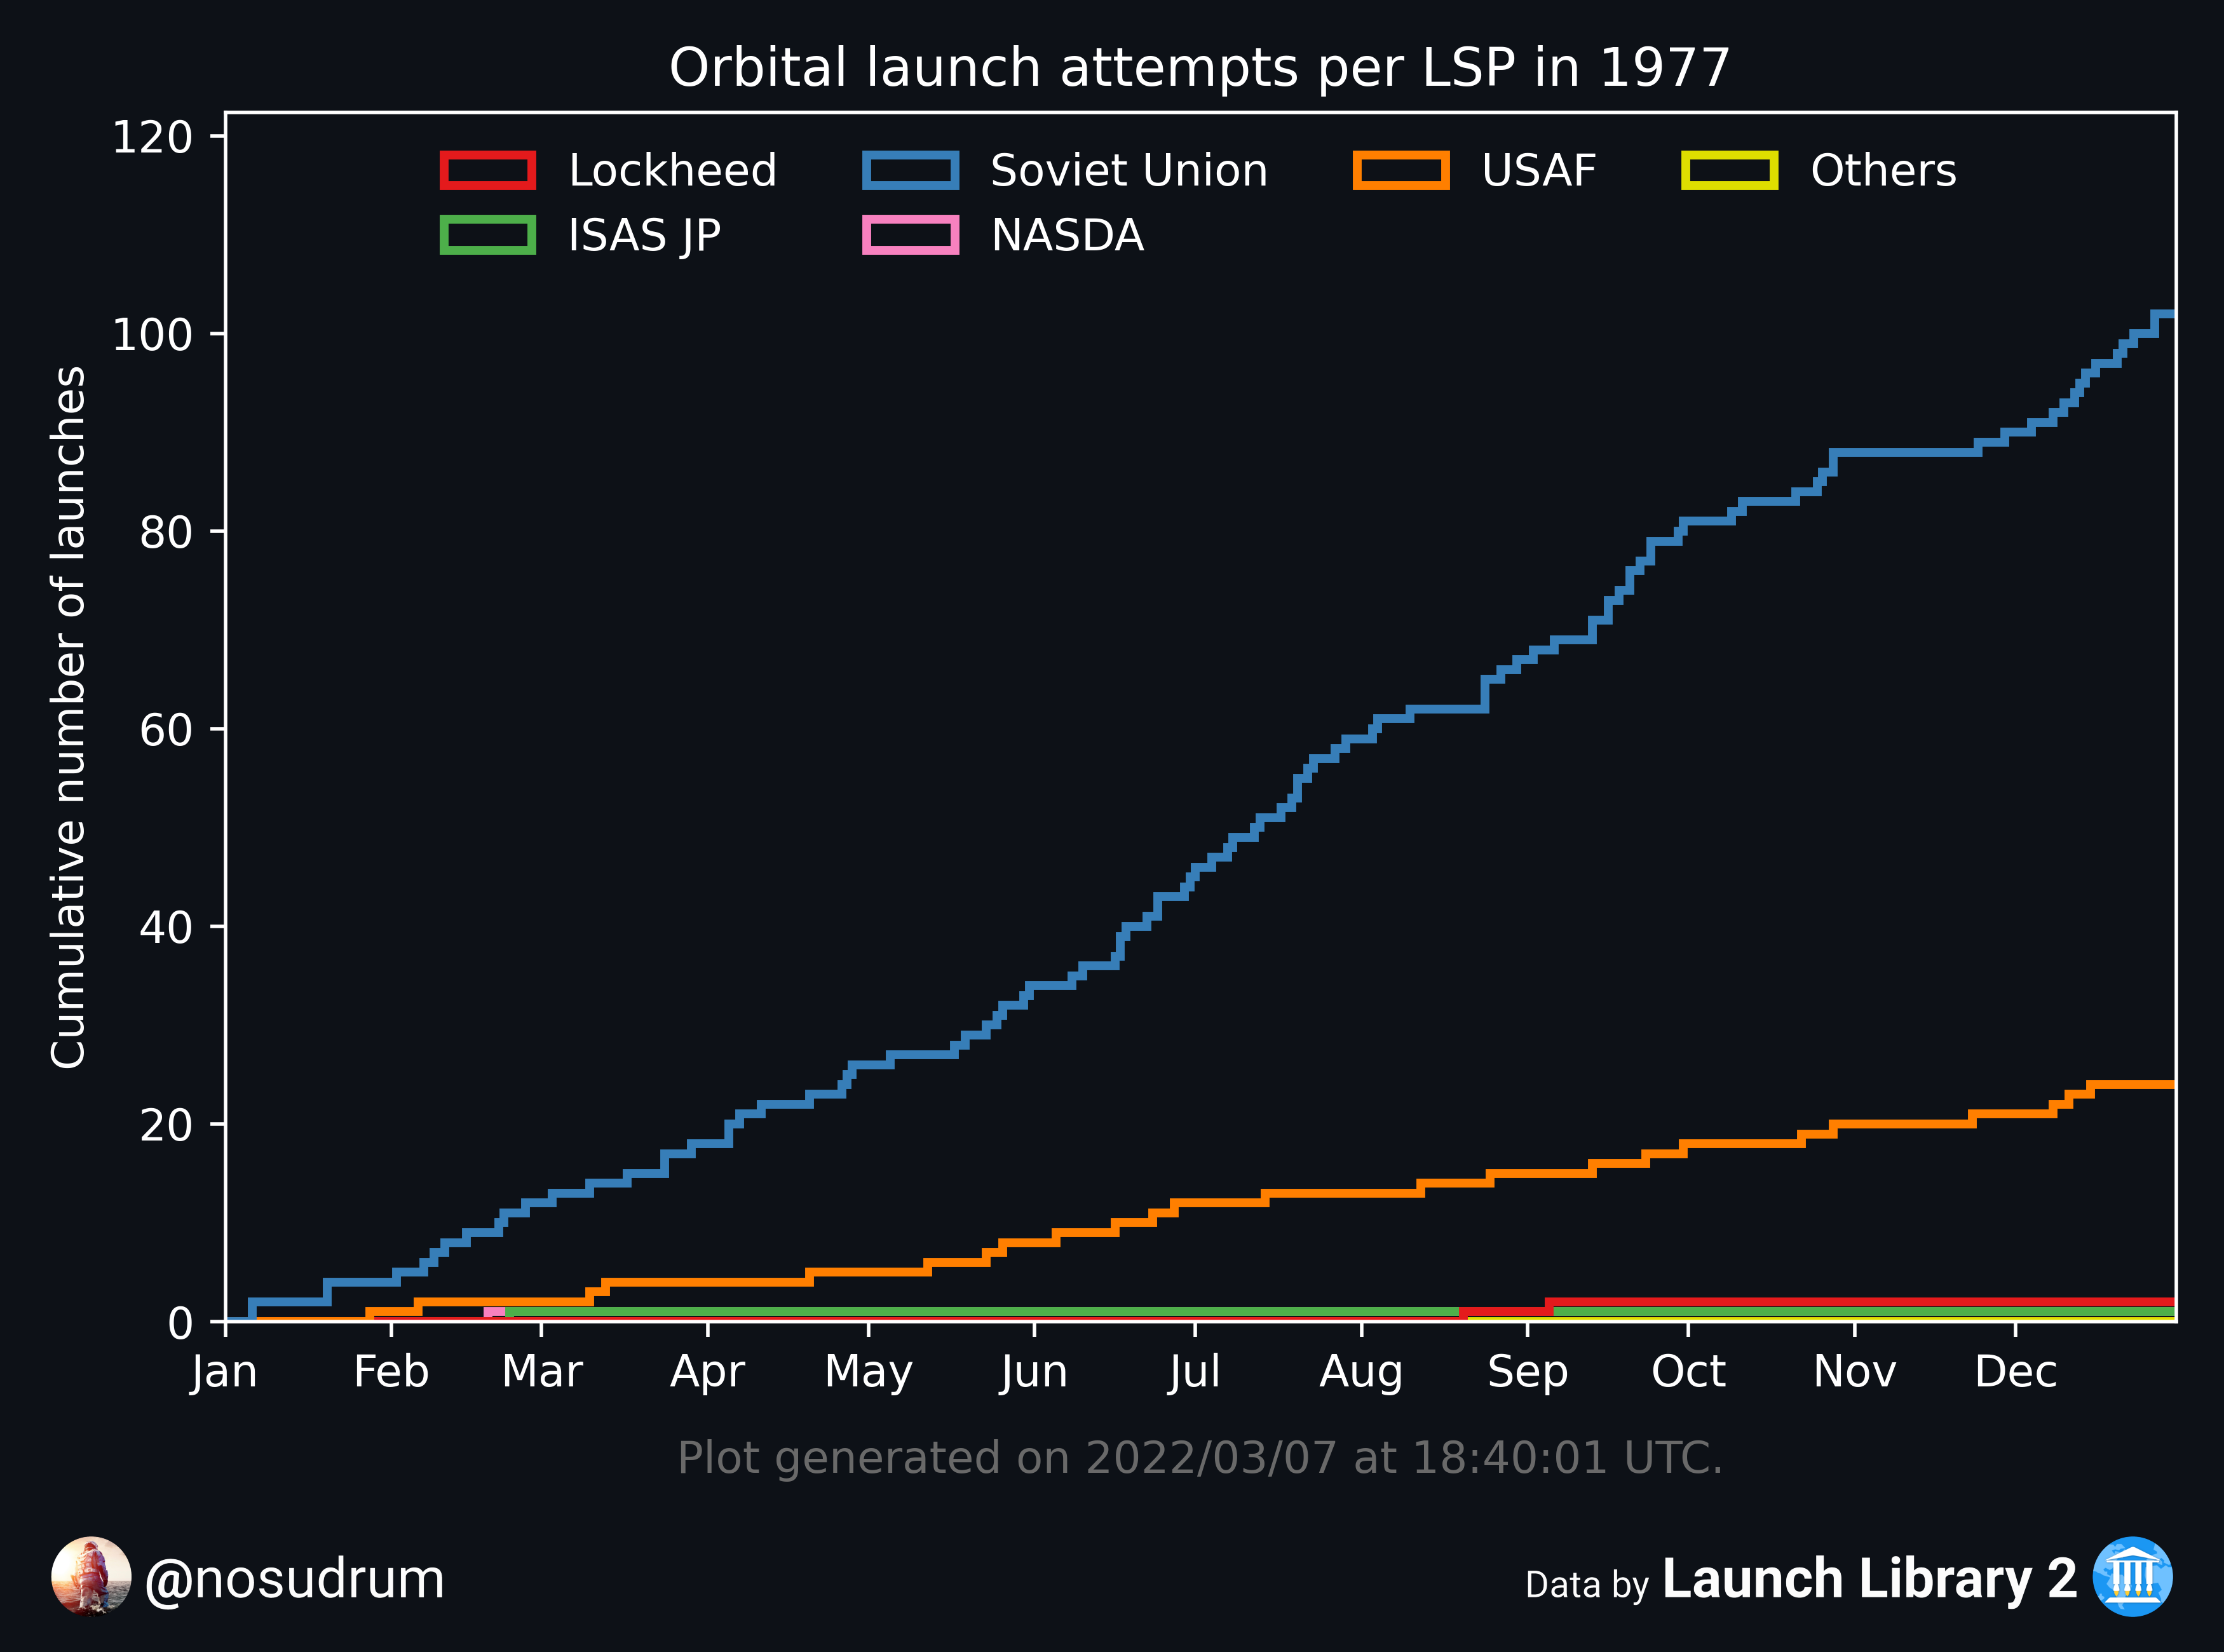 Orbital launch attempts per LSP in 1977
Lockheed Soviet Union USAF Others
ISAS JP NASDA
Cumulative number of launches
120
100
80
60
40
20
0
Jan Feb Mar Apr May Jun Jul Aug Sep Oct Nov Dec
Plot generated on 2022/03/07 at 18:40:01 UTC.
@nosudrum
Data by Launch Library 2